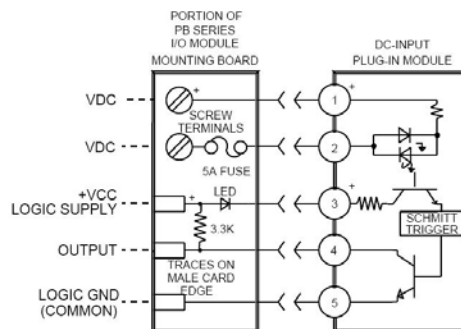 PORTION OF
PB SERIES
I/O MODULE
MOUNTING BOARD
DC-INPUT
PLUG-IN MODULE
VDC
+
1
+
SCREW
TERMINALS
VDC
5A FUSE
2
+VCC
LOGIC SUPPLY
+
LED
3
+
3.3K
SCHMITT
TRIGGER
OUTPUT
4
TRACES ON
MALE CARD
EDGE
LOGIC GND
(COMMON)
5